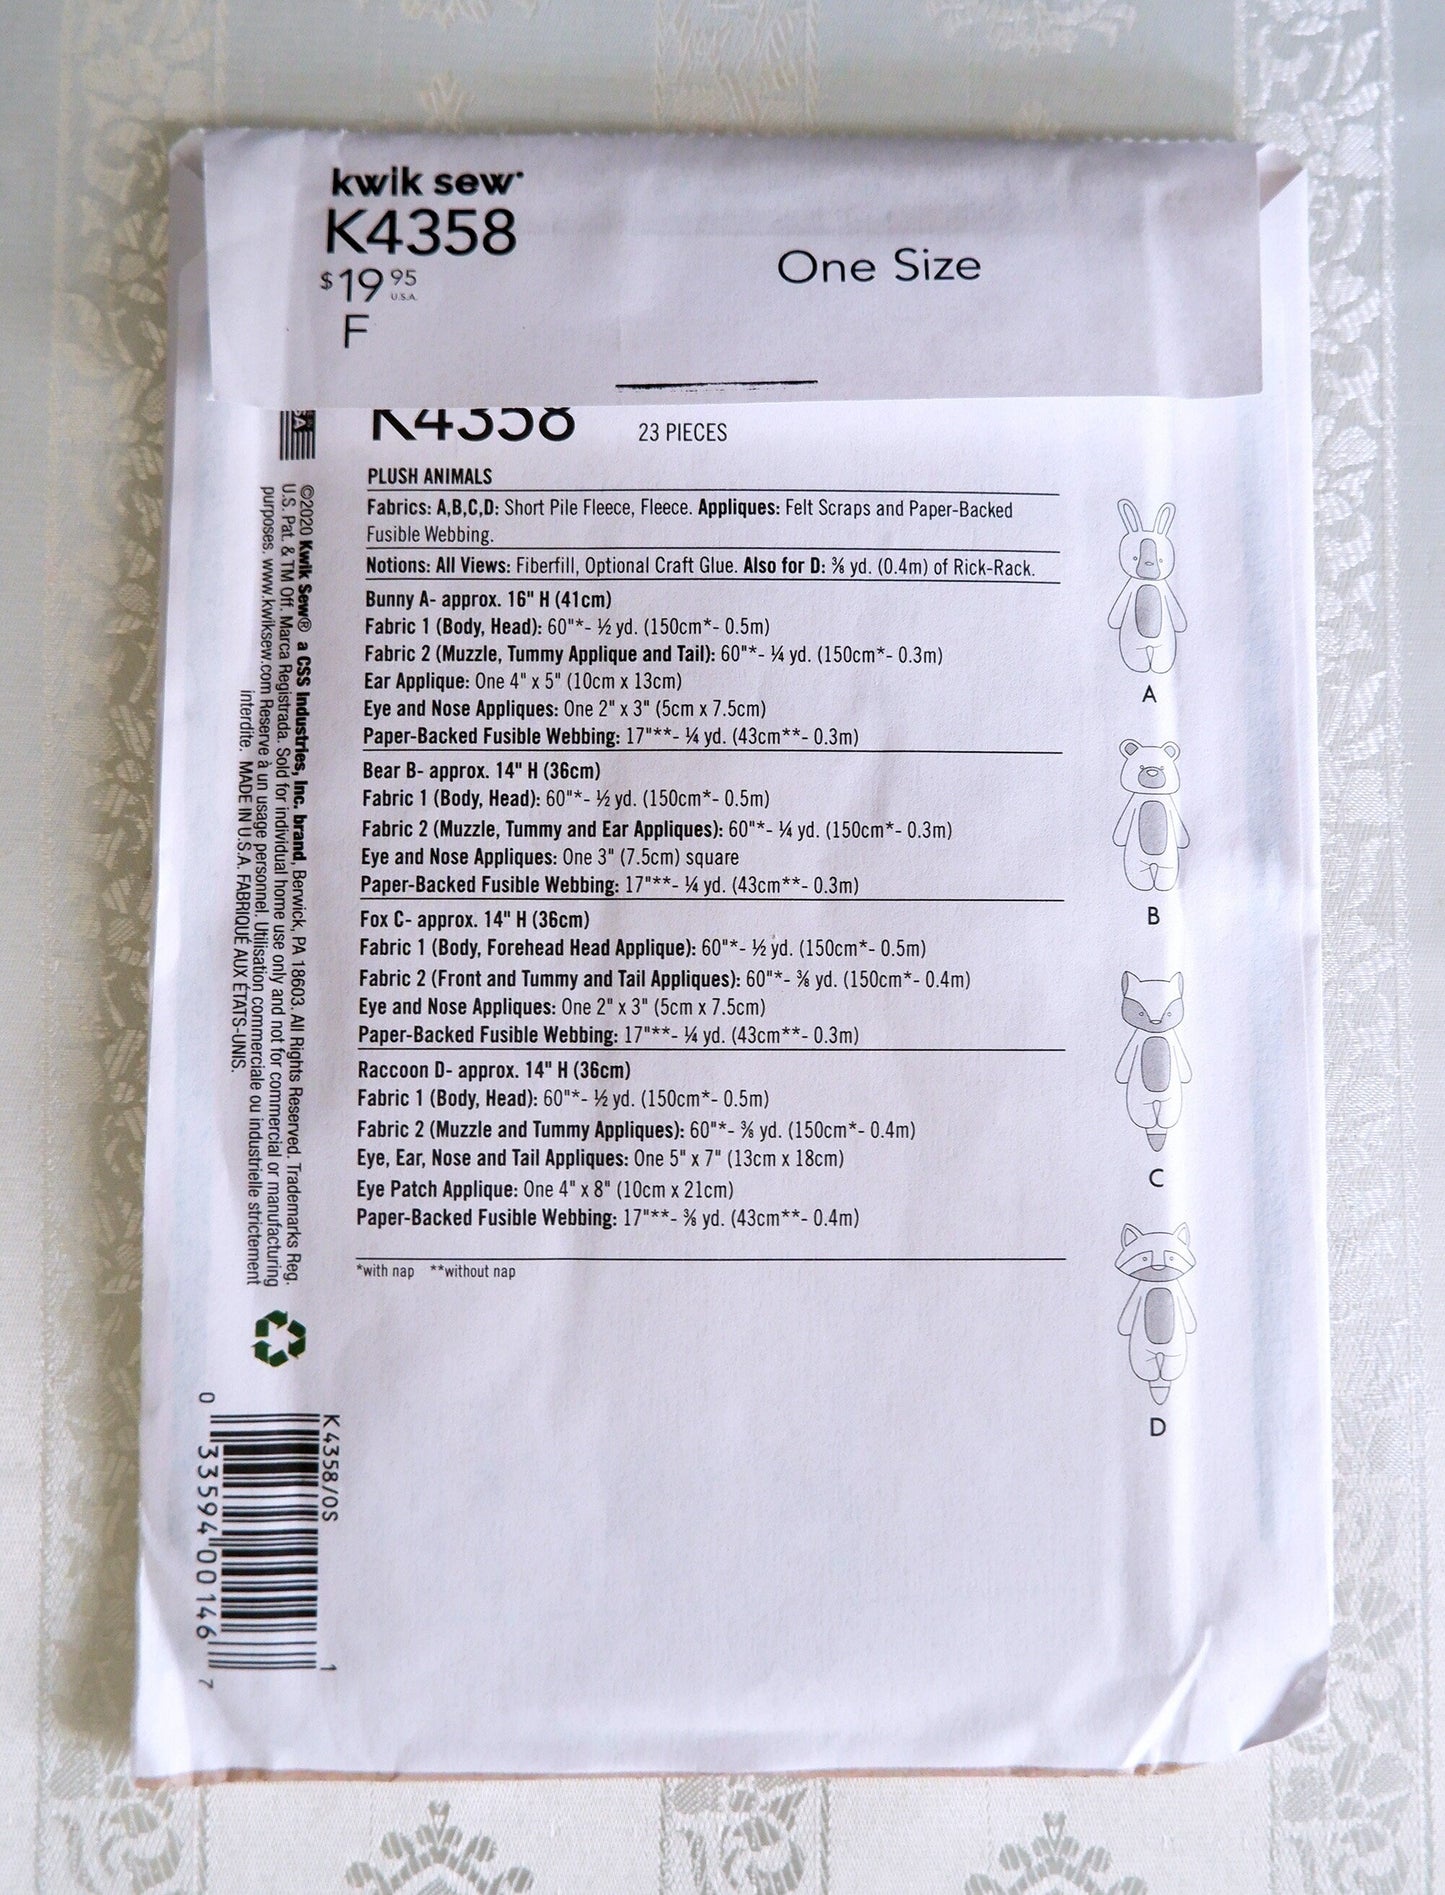 kwik sew
K4358
$19 95
U.S.A.
F
One Size
K4358
23 PIECES
PLUSH ANIMALS
Fabrics: A,B,C,D: Short Pile Fleece, Fleece. Appliques: Felt Scraps and Paper-Backed
Fusible Webbing.
Notions: All Views: Fiberfill, Optional Craft Glue. Also for D: ⅜ yd. (0.4m) of Rick-Rack.
Bunny A- approx. 16" H (41cm)
Fabric 1 (Body, Head): 60"*- ½ yd. (150cm*- 0.5m)
Fabric 2 (Muzzle, Tummy Applique and Tail): 60"*- ¼ yd. (150cm*- 0.3m)
Ear Applique: One 4" x 5" (10cm x 13cm)
Eye and Nose Appliques: One 2" x 3" (5cm x 7.5cm)
Paper-Backed Fusible Webbing: 17"**- ¼ yd. (43cm**- 0.3m)
Bear B- approx. 14" H (36cm)
Fabric 1 (Body, Head): 60"*- ½ yd. (150cm*- 0.5m)
Fabric 2 (Muzzle, Tummy and Ear Appliques): 60"*- ¼ yd. (150cm*- 0.3m)
Eye and Nose Appliques: One 3" (7.5cm) square
Paper-Backed Fusible Webbing: 17"**- ¼ yd. (43cm**- 0.3m)
Fox C- approx. 14" H (36cm)
Fabric 1 (Body, Forehead Head Applique): 60"*- ½ yd. (150cm*- 0.5m)
Fabric 2 (Front and Tummy and Tail Appliques): 60"*- ⅜ yd. (150cm*- 0.4m)
Eye and Nose Appliques: One 2" x 3" (5cm x 7.5cm)
Paper-Backed Fusible Webbing: 17"**- ¼ yd. (43cm**- 0.3m)
Raccoon D- approx. 14" H (36cm)
Fabric 1 (Body, Head): 60"*- ½ yd. (150cm*- 0.5m)
Fabric 2 (Muzzle and Tummy Appliques): 60"*- ⅜ yd. (150cm*- 0.4m)
Eye, Ear, Nose and Tail Appliques: One 5" x 7" (13cm x 18cm)
Eye Patch Applique: One 4" x 8" (10cm x 21cm)
Paper-Backed Fusible Webbing: 17"**- ⅜ yd. (43cm**- 0.4m)
*with nap **without nap
A
B
C
D
©2020 Kwik Sew® a CSS Industries, Inc. brand, Berwick, PA 18603. All Rights Reserved. Trademarks Reg.
U.S. Pat. & TM Off. Marca Registrada. Sold for individual home use only and not for commercial or manufacturing
purposes. www.kwiksew.com Reservé à un usage personnel. Utilisation commerciale ou industrielle strictement
interdite. MADE IN U.S.A. FABRIQUÉ AUX ÉTATS-UNIS.
K4358/OS
0 33594 00146 7
1